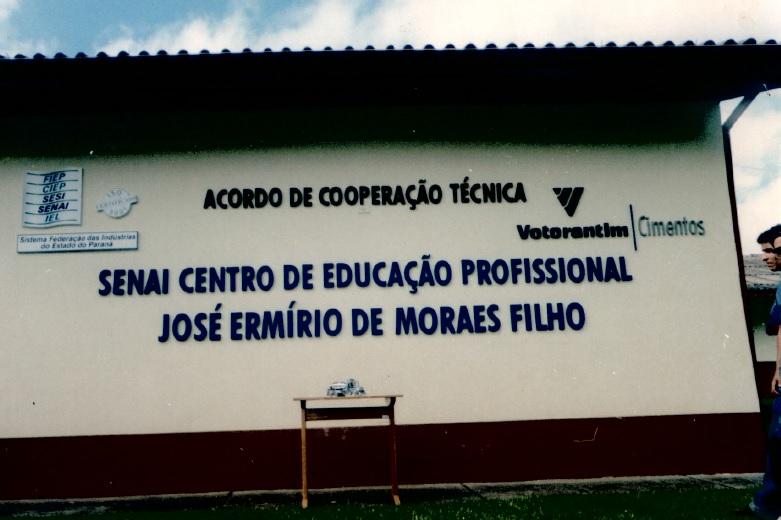 FIEP
CIEP
SESI
SENAI
IEL
Sistema Federação das Indústrias
do Estado do Paraná
ACORDO DE COOPERAÇÃO TÉCNICA
Votorantim | Cimentos
SENAI CENTRO DE EDUCAÇÃO PROFISSIONAL
JOSÉ ERMÍRIO DE MORAES FILHO